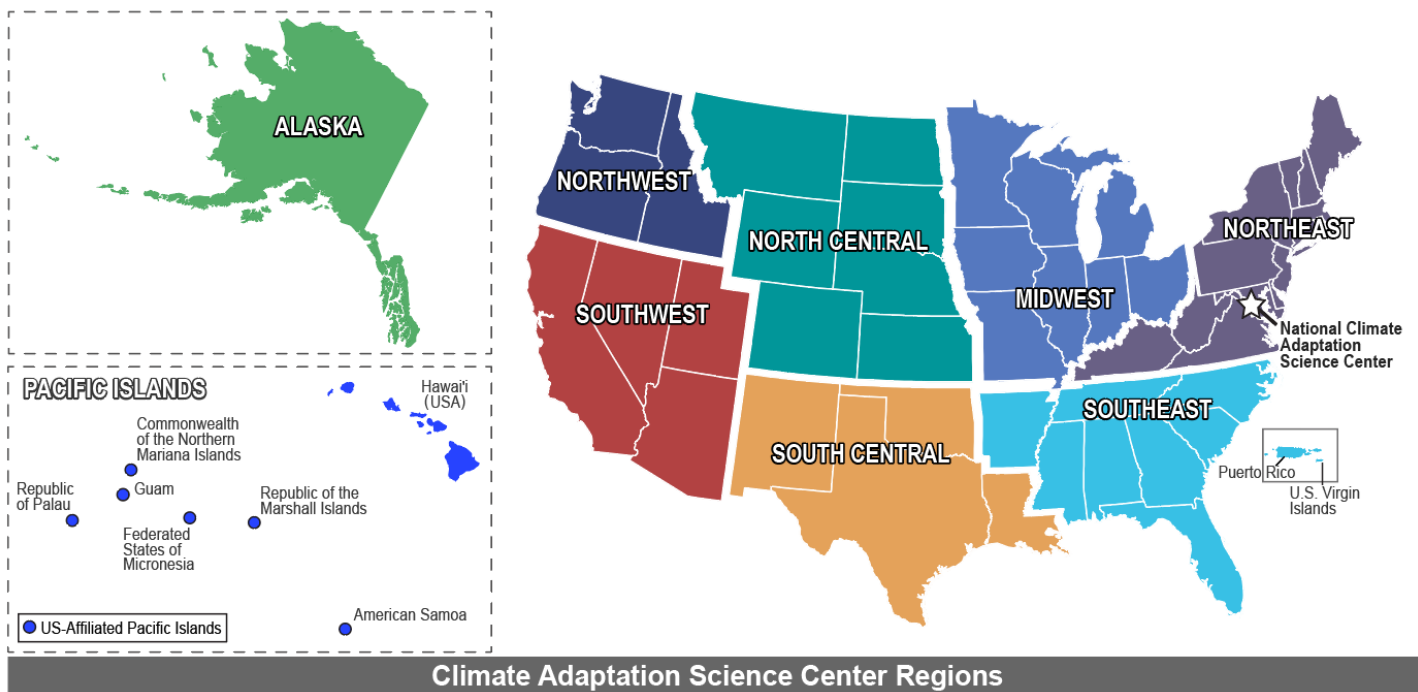 ALASKA
PACIFIC ISLANDS
Hawai'i
(USA)
Commonwealth
of the Northern
Mariana Islands
Guam
Republic
of Palau
Republic of the
Marshall Islands
Federated
States of
Micronesia
American Samoa
US-Affiliated Pacific Islands
NORTHWEST
NORTH CENTRAL
SOUTHWEST
MIDWEST
NORTHEAST
National Climate
Adaptation
Science Center
SOUTHEAST
SOUTH CENTRAL
Puerto Rico
U.S. Virgin
Islands
Climate Adaptation Science Center Regions